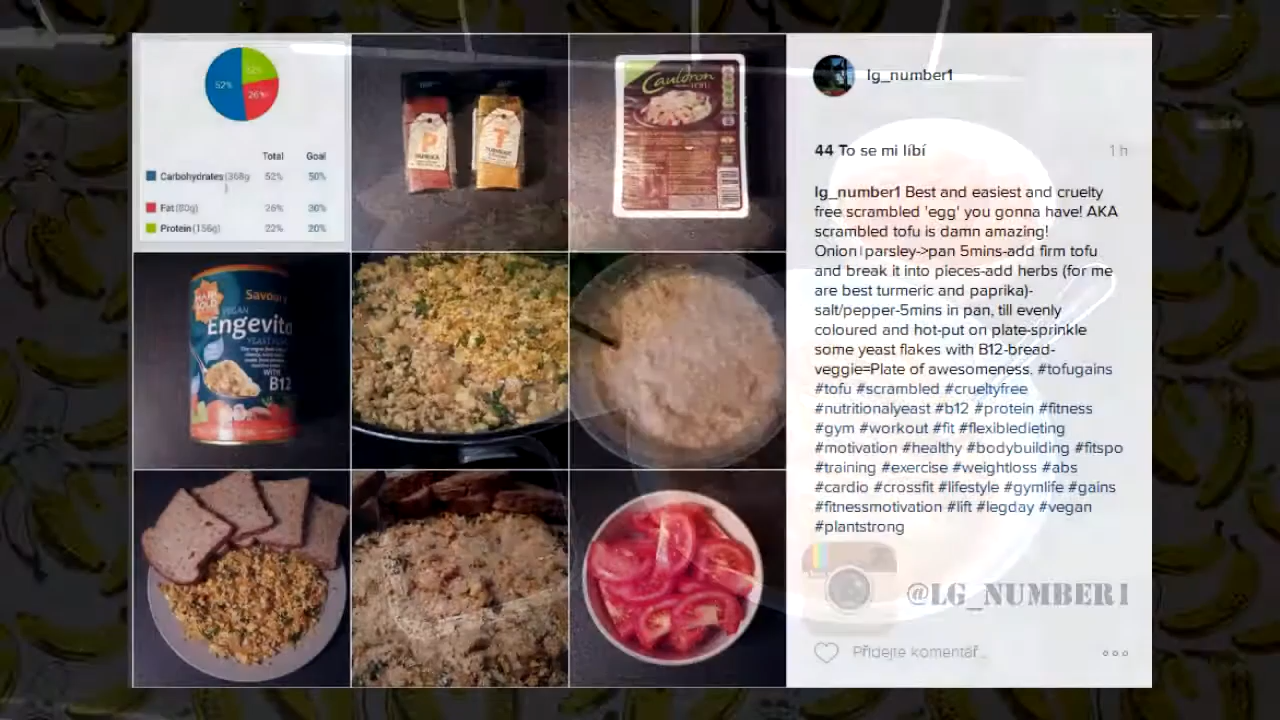 52%
22%
26%
Total Goal
Carbohydrates (368g) 52% 50%
Fat (80g) 26% 30%
Protein (156g) 22% 20%
P
PAPRIKA
T
TURMERIC
Cauldron
TOFU
Savoury
VEGAN
Engevita
YEAST FLAKES
WITH
B12
lg_number1
44 To se mi líbí 1 h
lg_number1 Best and easiest and cruelty
free scrambled 'egg' you gonna have! AKA
scrambled tofu is damn amazing!
Onion|parsley->pan 5mins-add firm tofu
and break it into pieces-add herbs (for me
are best turmeric and paprika)-
salt/pepper-5mins in pan, till evenly
coloured and hot-put on plate-sprinkle
some yeast flakes with B12-bread-
veggie=Plate of awesomeness. #tofugains
#tofu #scrambled #crueltyfree
#nutritionalyeast #b12 #protein #fitness
#gym #workout #fit #flexibledieting
#motivation #healthy #bodybuilding #fitspo
#training #exercise #weightloss #abs
#cardio #crossfit #lifestyle #gymlife #gains
#fitnessmotivation #lift #legday #vegan
#plantstrong
@LG_NUMBER1
Přidejte komentář...